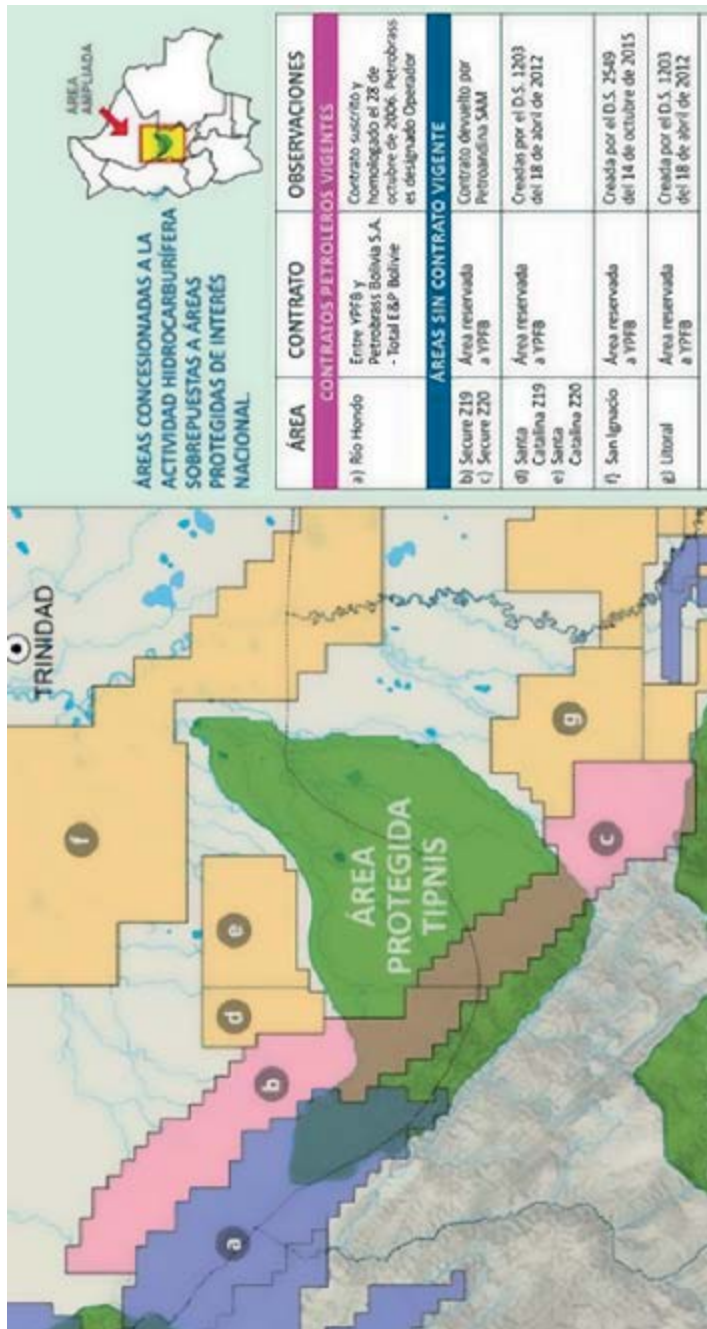 TRINIDAD
f
e
d
b
a
g
c
ÁREA
PROTEGIDA
TIPNIS
ÁREAS CONCESIONADAS A LA
ACTIVIDAD HIDROCARBURÍFERA
SOBREPUESTAS A ÁREAS
PROTEGIDAS DE INTERÉS
NACIONAL.
ÁREA
AMPLIADA
ÁREA CONTRATO OBSERVACIONES
CONTRATOS PETROLEROS VIGENTES
a) Río Hondo
Entre YPFB y
Petrobrass Bolivia S.A.
- Total E&P Bolivie
Contrato suscrito y
homologado el 28 de
octubre de 2006. Petrobrass
es designado Operador
ÁREAS SIN CONTRATO VIGENTE
b) Secure Z19
c) Secure Z20
Área reservada
a YPFB
Contrato devuelto por
Petroandina SAM
d) Santa
Catalina Z19
e) Santa
Catalina Z20
Área reservada
a YPFB
Creadas por el D.S. 1203
del 18 de abril de 2012
f) San Ignacio
Área reservada
a YPFB
Creada por el D.S. 2549
del 14 de octubre de 2015
g) Litoral
Área reservada
a YPFB
Creada por el D.S. 1203
del 18 de abril de 2012